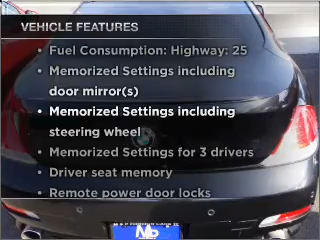 VEHICLE FEATURES
• Fuel Consumption: Highway: 25
• Memorized Settings including
door mirror(s)
• Memorized Settings including
steering wheel
• Memorized Settings for 3 drivers
• Driver seat memory
• Remote power door locks